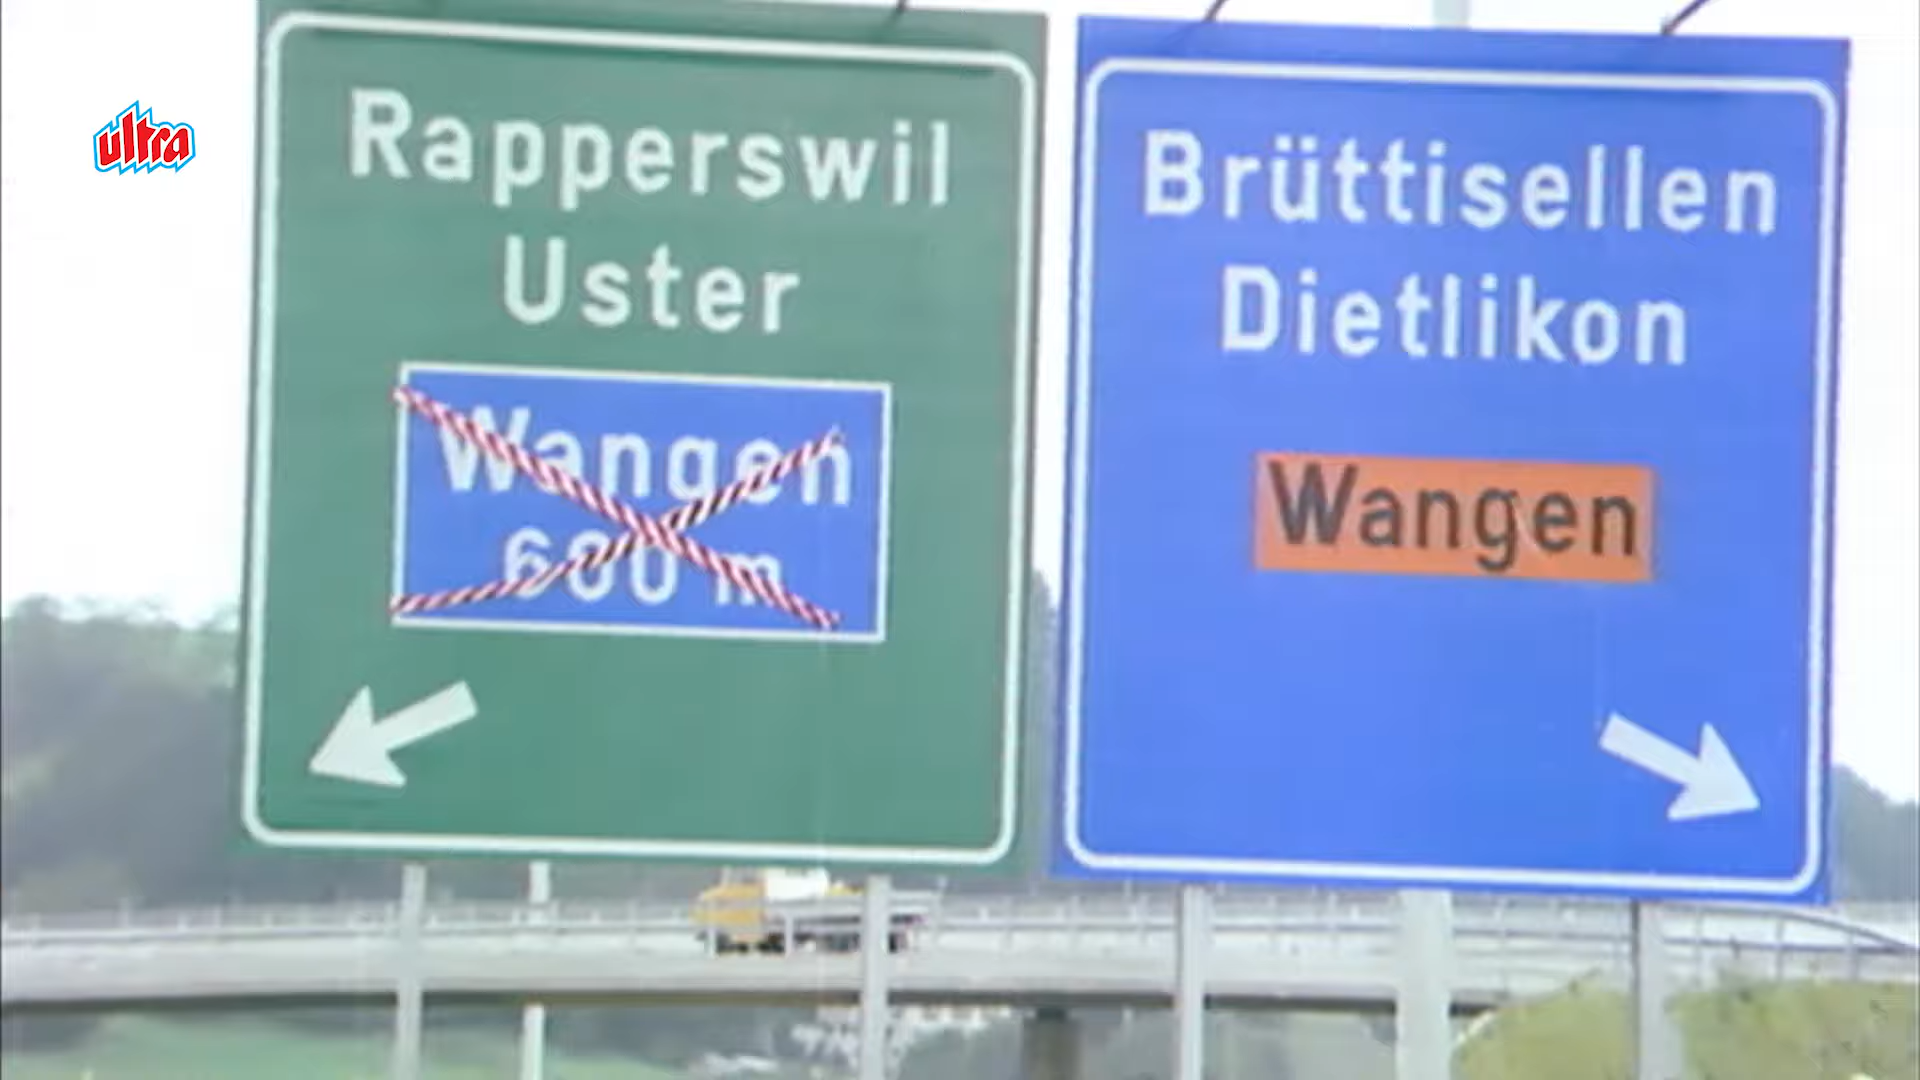 ultra
Rapperswil
Uster
Wangen
600 m
Brüttisellen
Dietlikon
Wangen